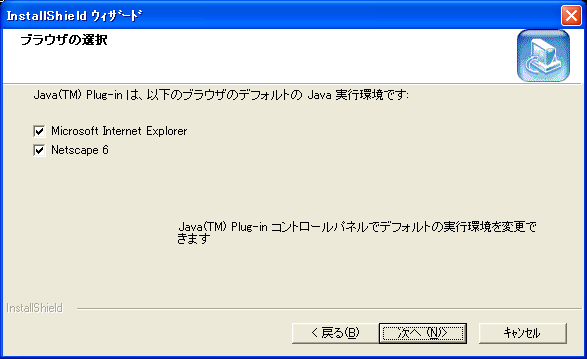 InstallShield ウィザード
ブラウザの選択
Java(TM) Plug-in は、以下のブラウザのデフォルトの Java 実行環境です:
Microsoft Internet Explorer
Netscape 6
Java(TM) Plug-in コントロールパネルでデフォルトの実行環境を変更で
きます
InstallShield
< 戻る(B)
次へ (N)>
キャンセル